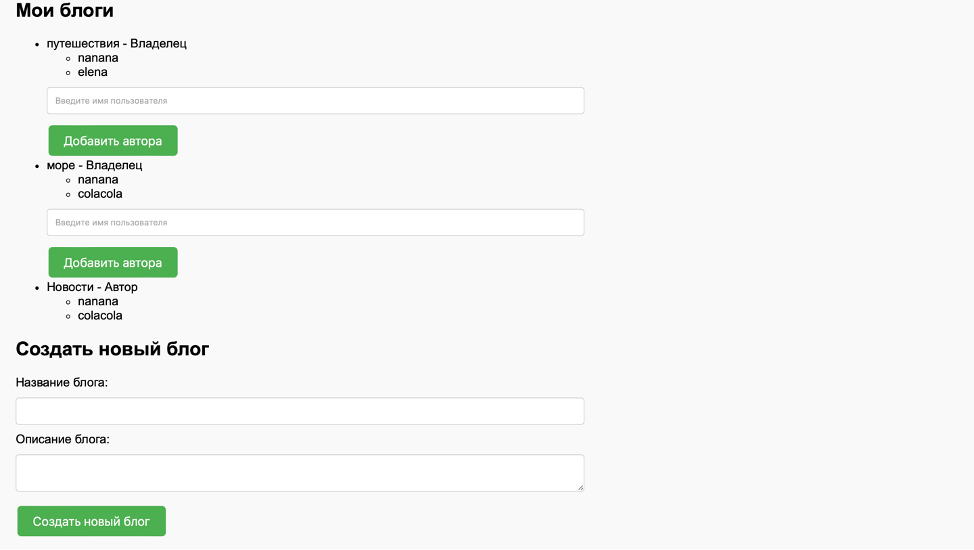 Мои блоги
путешествия - Владелец
nanana
elena
Введите имя пользователя
Добавить автора
море - Владелец
nanana
colacola
Введите имя пользователя
Добавить автора
Новости - Автор
nanana
colacola
Создать новый блог
Название блога:
Описание блога:
Создать новый блог